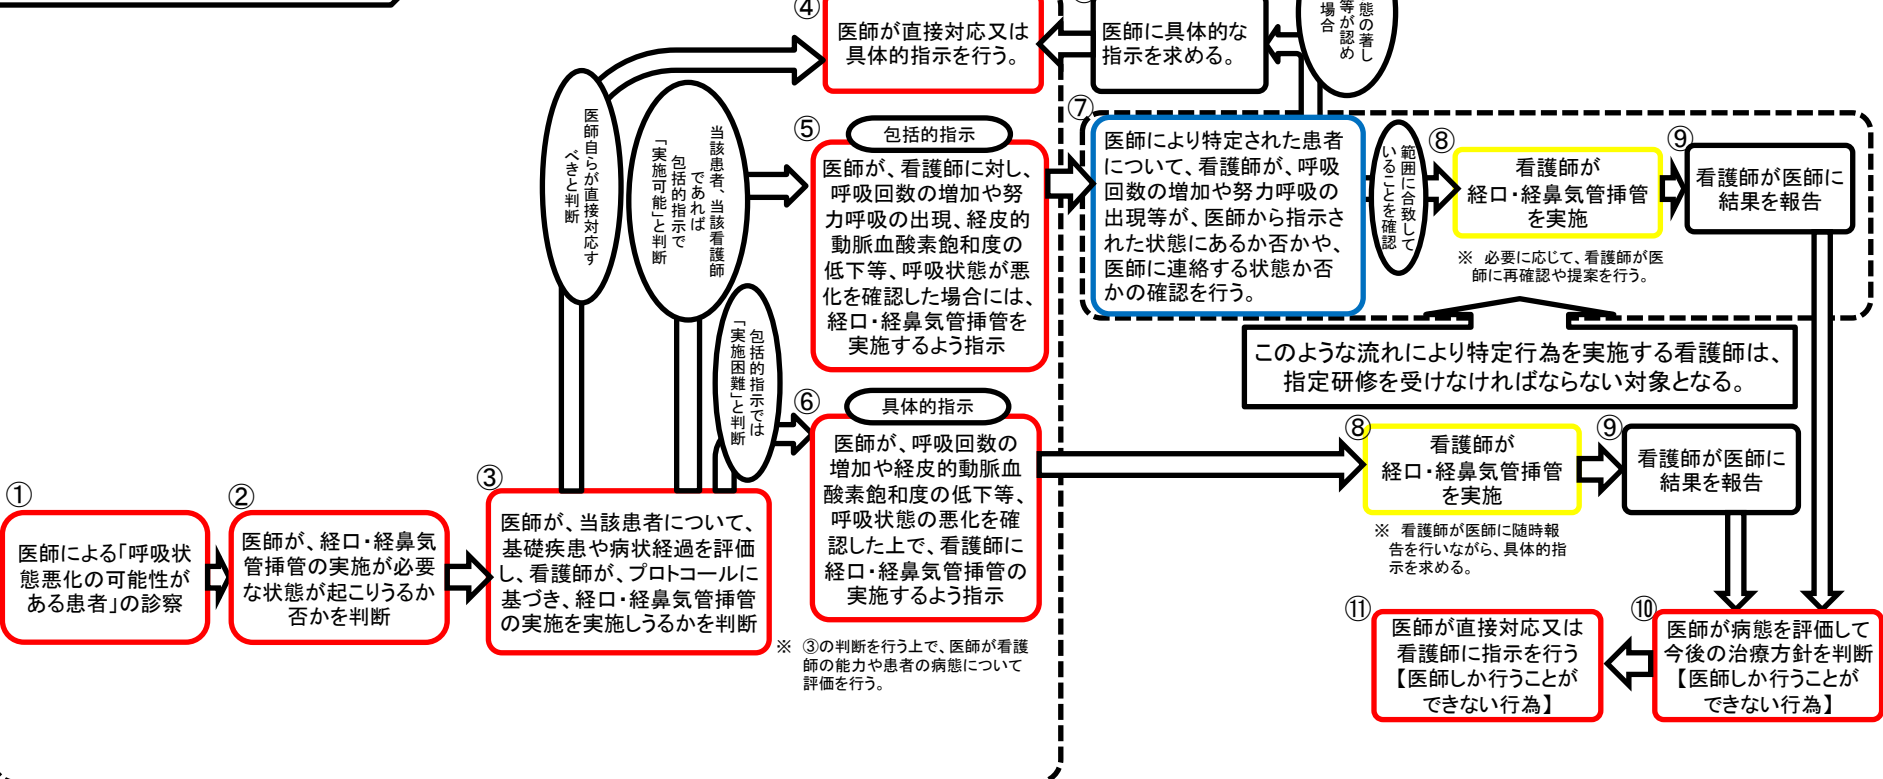 ①
医師による「呼吸状
態悪化の可能性が
ある患者」の診察
②
医師が、経口・経鼻気
管挿管の実施が必要
な状態が起こりうるか
否かを判断
③
医師が、当該患者について、
基礎疾患や病状経過を評価
し、看護師が、プロトコールに
基づき、経口・経鼻気管挿管
の実施を実施しうるかを判断
※ ③の判断を行う上で、医師が看護
師の能力や患者の病態について
評価を行う。
医師自らが直接対応す
べきと判断
④
医師が直接対応又は
具体的指示を行う。
当該患者、当該看護師
であれば
包括的指示で
「実施可能」と判断
⑤
包括的指示
医師が、看護師に対し、
呼吸回数の増加や努
力呼吸の出現、経皮的
動脈血酸素飽和度の
低下等、呼吸状態が悪
化を確認した場合には、
経口・経鼻気管挿管を
実施するよう指示
包括的指示では
「実施困難」と判断
⑥
具体的指示
医師が、呼吸回数の
増加や経皮的動脈血
酸素飽和度の低下等、
呼吸状態の悪化を確
認した上で、看護師に
経口・経鼻気管挿管の
実施するよう指示
医師に具体的な
指示を求める。
態の著し
等が認め
場合
⑦
医師により特定された患者
について、看護師が、呼吸
回数の増加や努力呼吸の
出現等が、医師から指示さ
れた状態にあるか否かや、
医師に連絡する状態か否
かの確認を行う。
範囲に合致して
いることを確認
⑧
看護師が
経口・経鼻気管挿管
を実施
※ 必要に応じて、看護師が医
師に再確認や提案を行う。
⑨
看護師が医師に
結果を報告
このような流れにより特定行為を実施する看護師は、
指定研修を受けなければならない対象となる。
⑧
看護師が
経口・経鼻気管挿管
を実施
※ 看護師が医師に随時報
告を行いながら、具体的指
示を求める。
⑨
看護師が医師に
結果を報告
⑩
医師が病態を評価して
今後の治療方針を判断
【医師しか行うことが
できない行為】
⑪
医師が直接対応又は
看護師に指示を行う
【医師しか行うことが
できない行為】